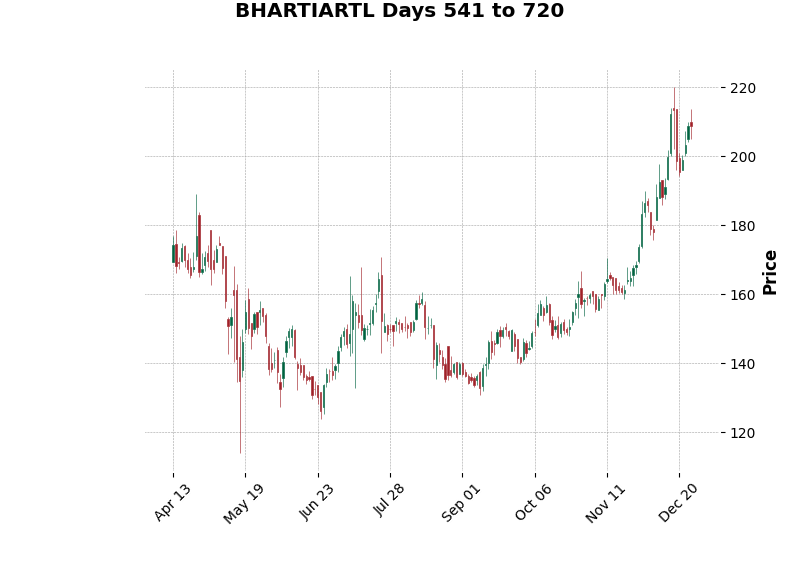 BHARTIARTL Days 541 to 720
220
200
180
160
140
120
Price
Apr 13
May 19
Jun 23
Jul 28
Sep 01
Oct 06
Nov 11
Dec 20